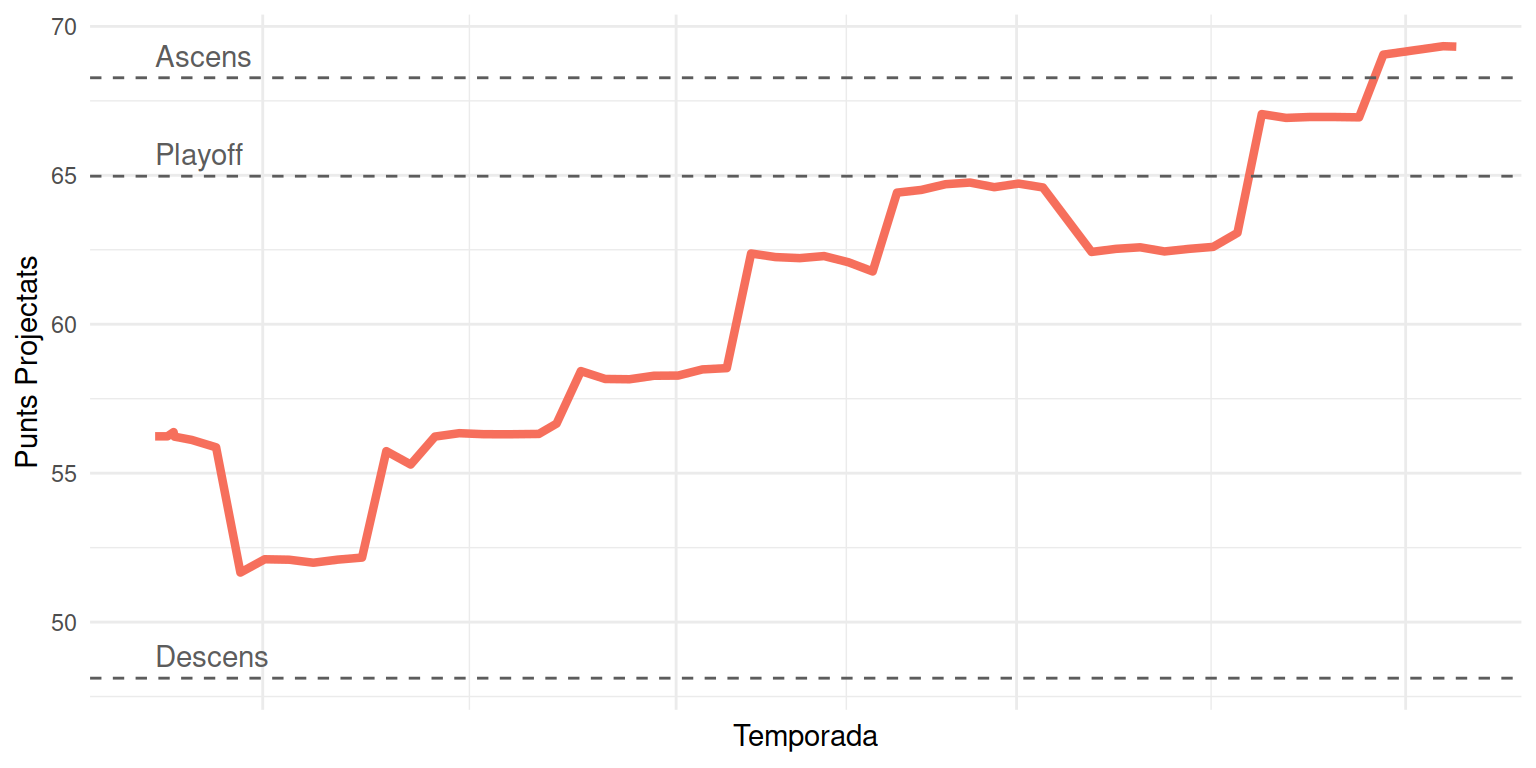 70
Ascens
Playoff
65
60
55
50
Descens
Punts Projectats
Temporada